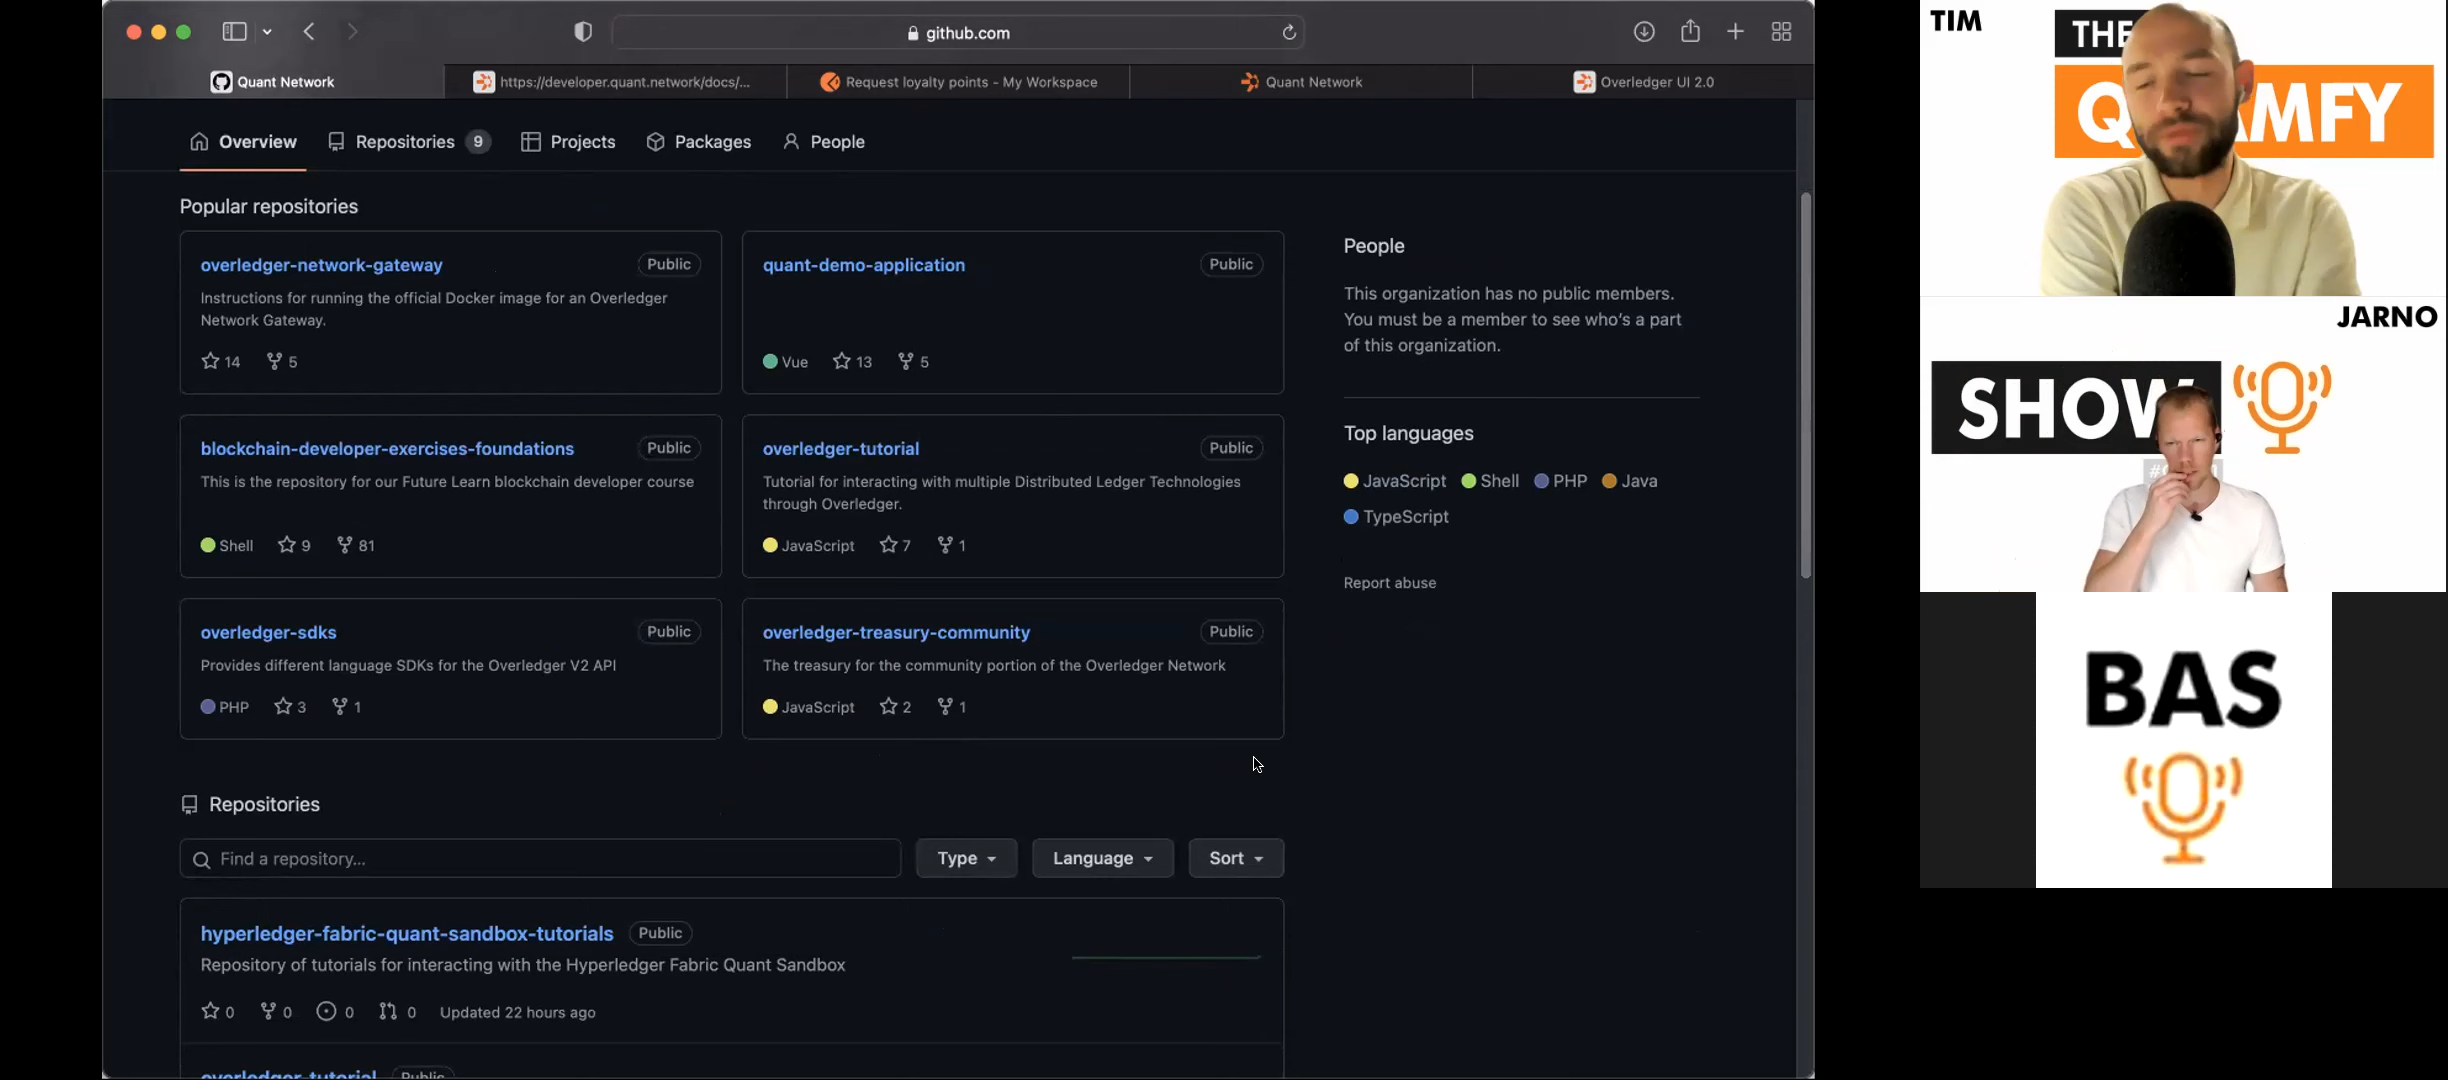 github.com
Quant Network
https://developer.quant.network/docs/...
Request loyalty points - My Workspace
Quant Network
Overledger UI 2.0
Overview
Repositories 9
Projects
Packages
People
Popular repositories
overledger-network-gateway Public
Instructions for running the official Docker image for an Overledger
Network Gateway.
14 5
quant-demo-application Public
Vue 13 5
blockchain-developer-exercises-foundations Public
This is the repository for our Future Learn blockchain developer course
Shell 9 81
overledger-tutorial Public
Tutorial for interacting with multiple Distributed Ledger Technologies
through Overledger.
JavaScript 7 1
overledger-sdks Public
Provides different language SDKs for the Overledger V2 API
PHP 3 1
overledger-treasury-community Public
The treasury for the community portion of the Overledger Network
JavaScript 2 1
People
This organization has no public members.
You must be a member to see who's a part
of this organization.
Top languages
JavaScript Shell PHP Java
TypeScript
Report abuse
Repositories
Find a repository...
Type
Language
Sort
hyperledger-fabric-quant-sandbox-tutorials Public
Repository of tutorials for interacting with the Hyperledger Fabric Quant Sandbox
0 0 0 0 Updated 22 hours ago
overledger-tutorial Public
TIM
THE
JARNO
SHOW
BAS